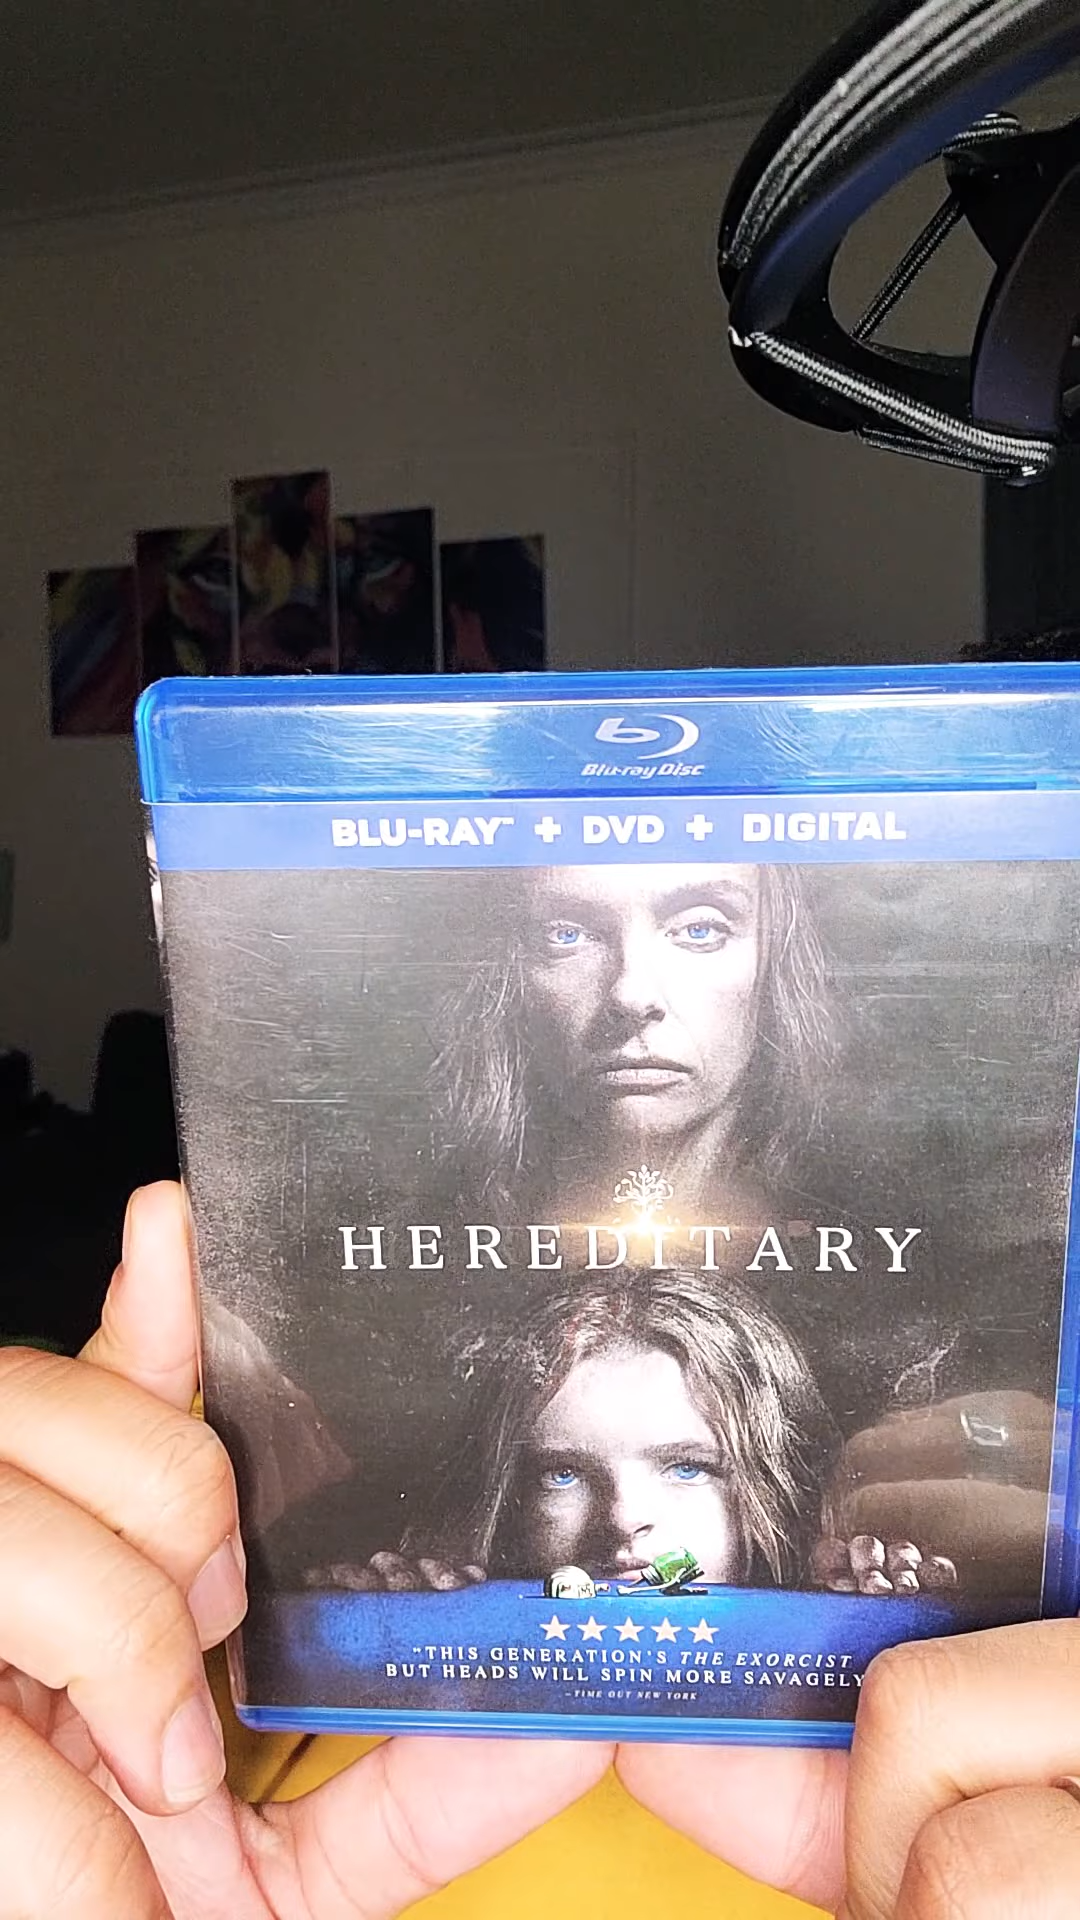 Blu-ray Disc
BLU-RAY™ + DVD + DIGITAL
HEREDITARY
"THIS GENERATION'S THE EXORCIST
BUT HEADS WILL SPIN MORE SAVAGELY
–TIME OUT NEW YORK